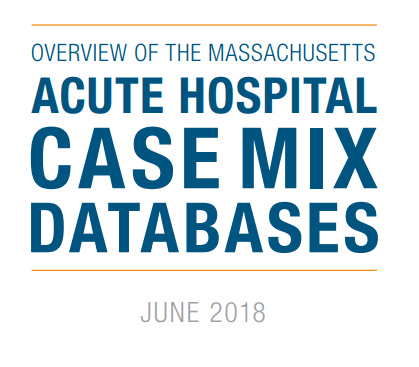 OVERVIEW OF THE MASSACHUSETTS
ACUTE HOSPITAL
CASE MIX
DATABASES
JUNE 2018